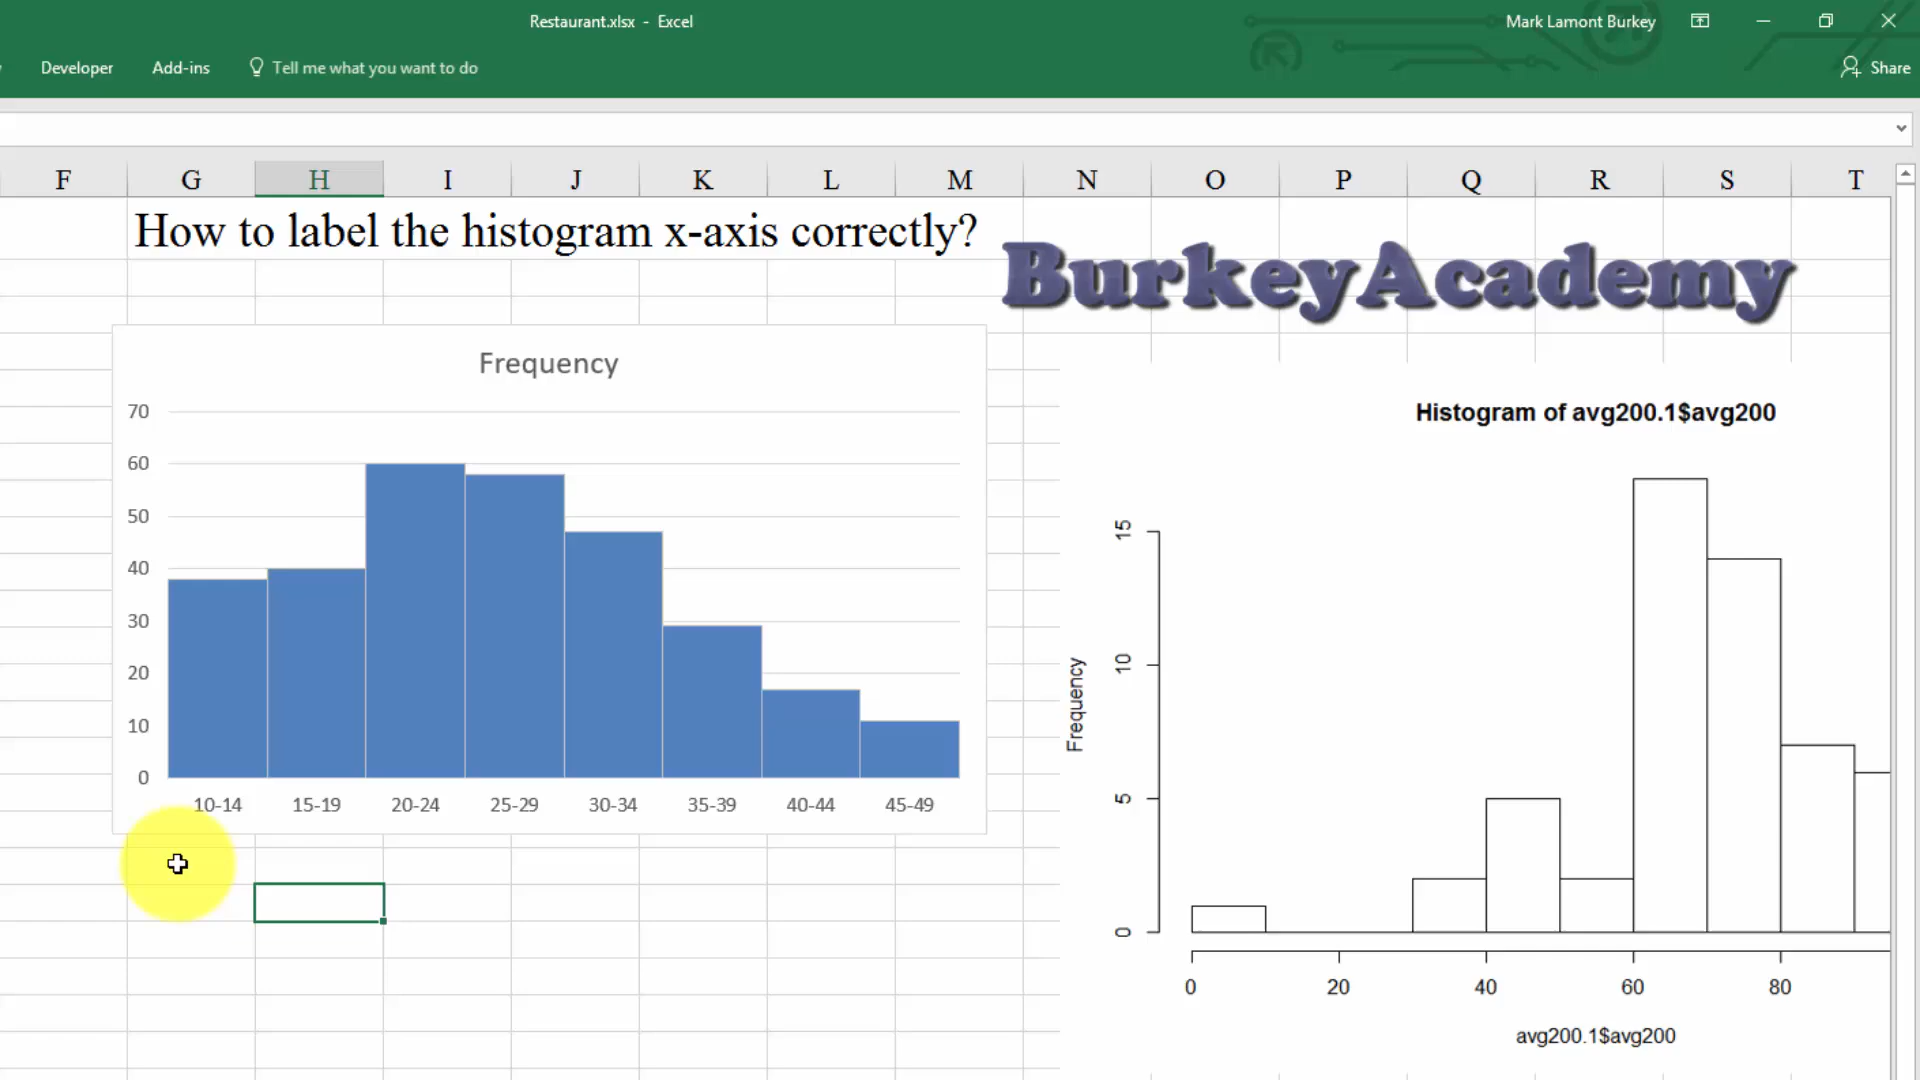 Restaurant.xlsx - Excel
Mark Lamont Burkey
Developer Add-ins Tell me what you want to do
Share
F G H I J K L M N O P Q R S T
How to label the histogram x-axis correctly?
BurkeyAcademy
Frequency
70
60
50
40
30
20
10
0
10-14 15-19 20-24 25-29 30-34 35-39 40-44 45-49
Histogram of avg200.1$avg200
Frequency
15
10
5
0
0 20 40 60 80
avg200.1$avg200